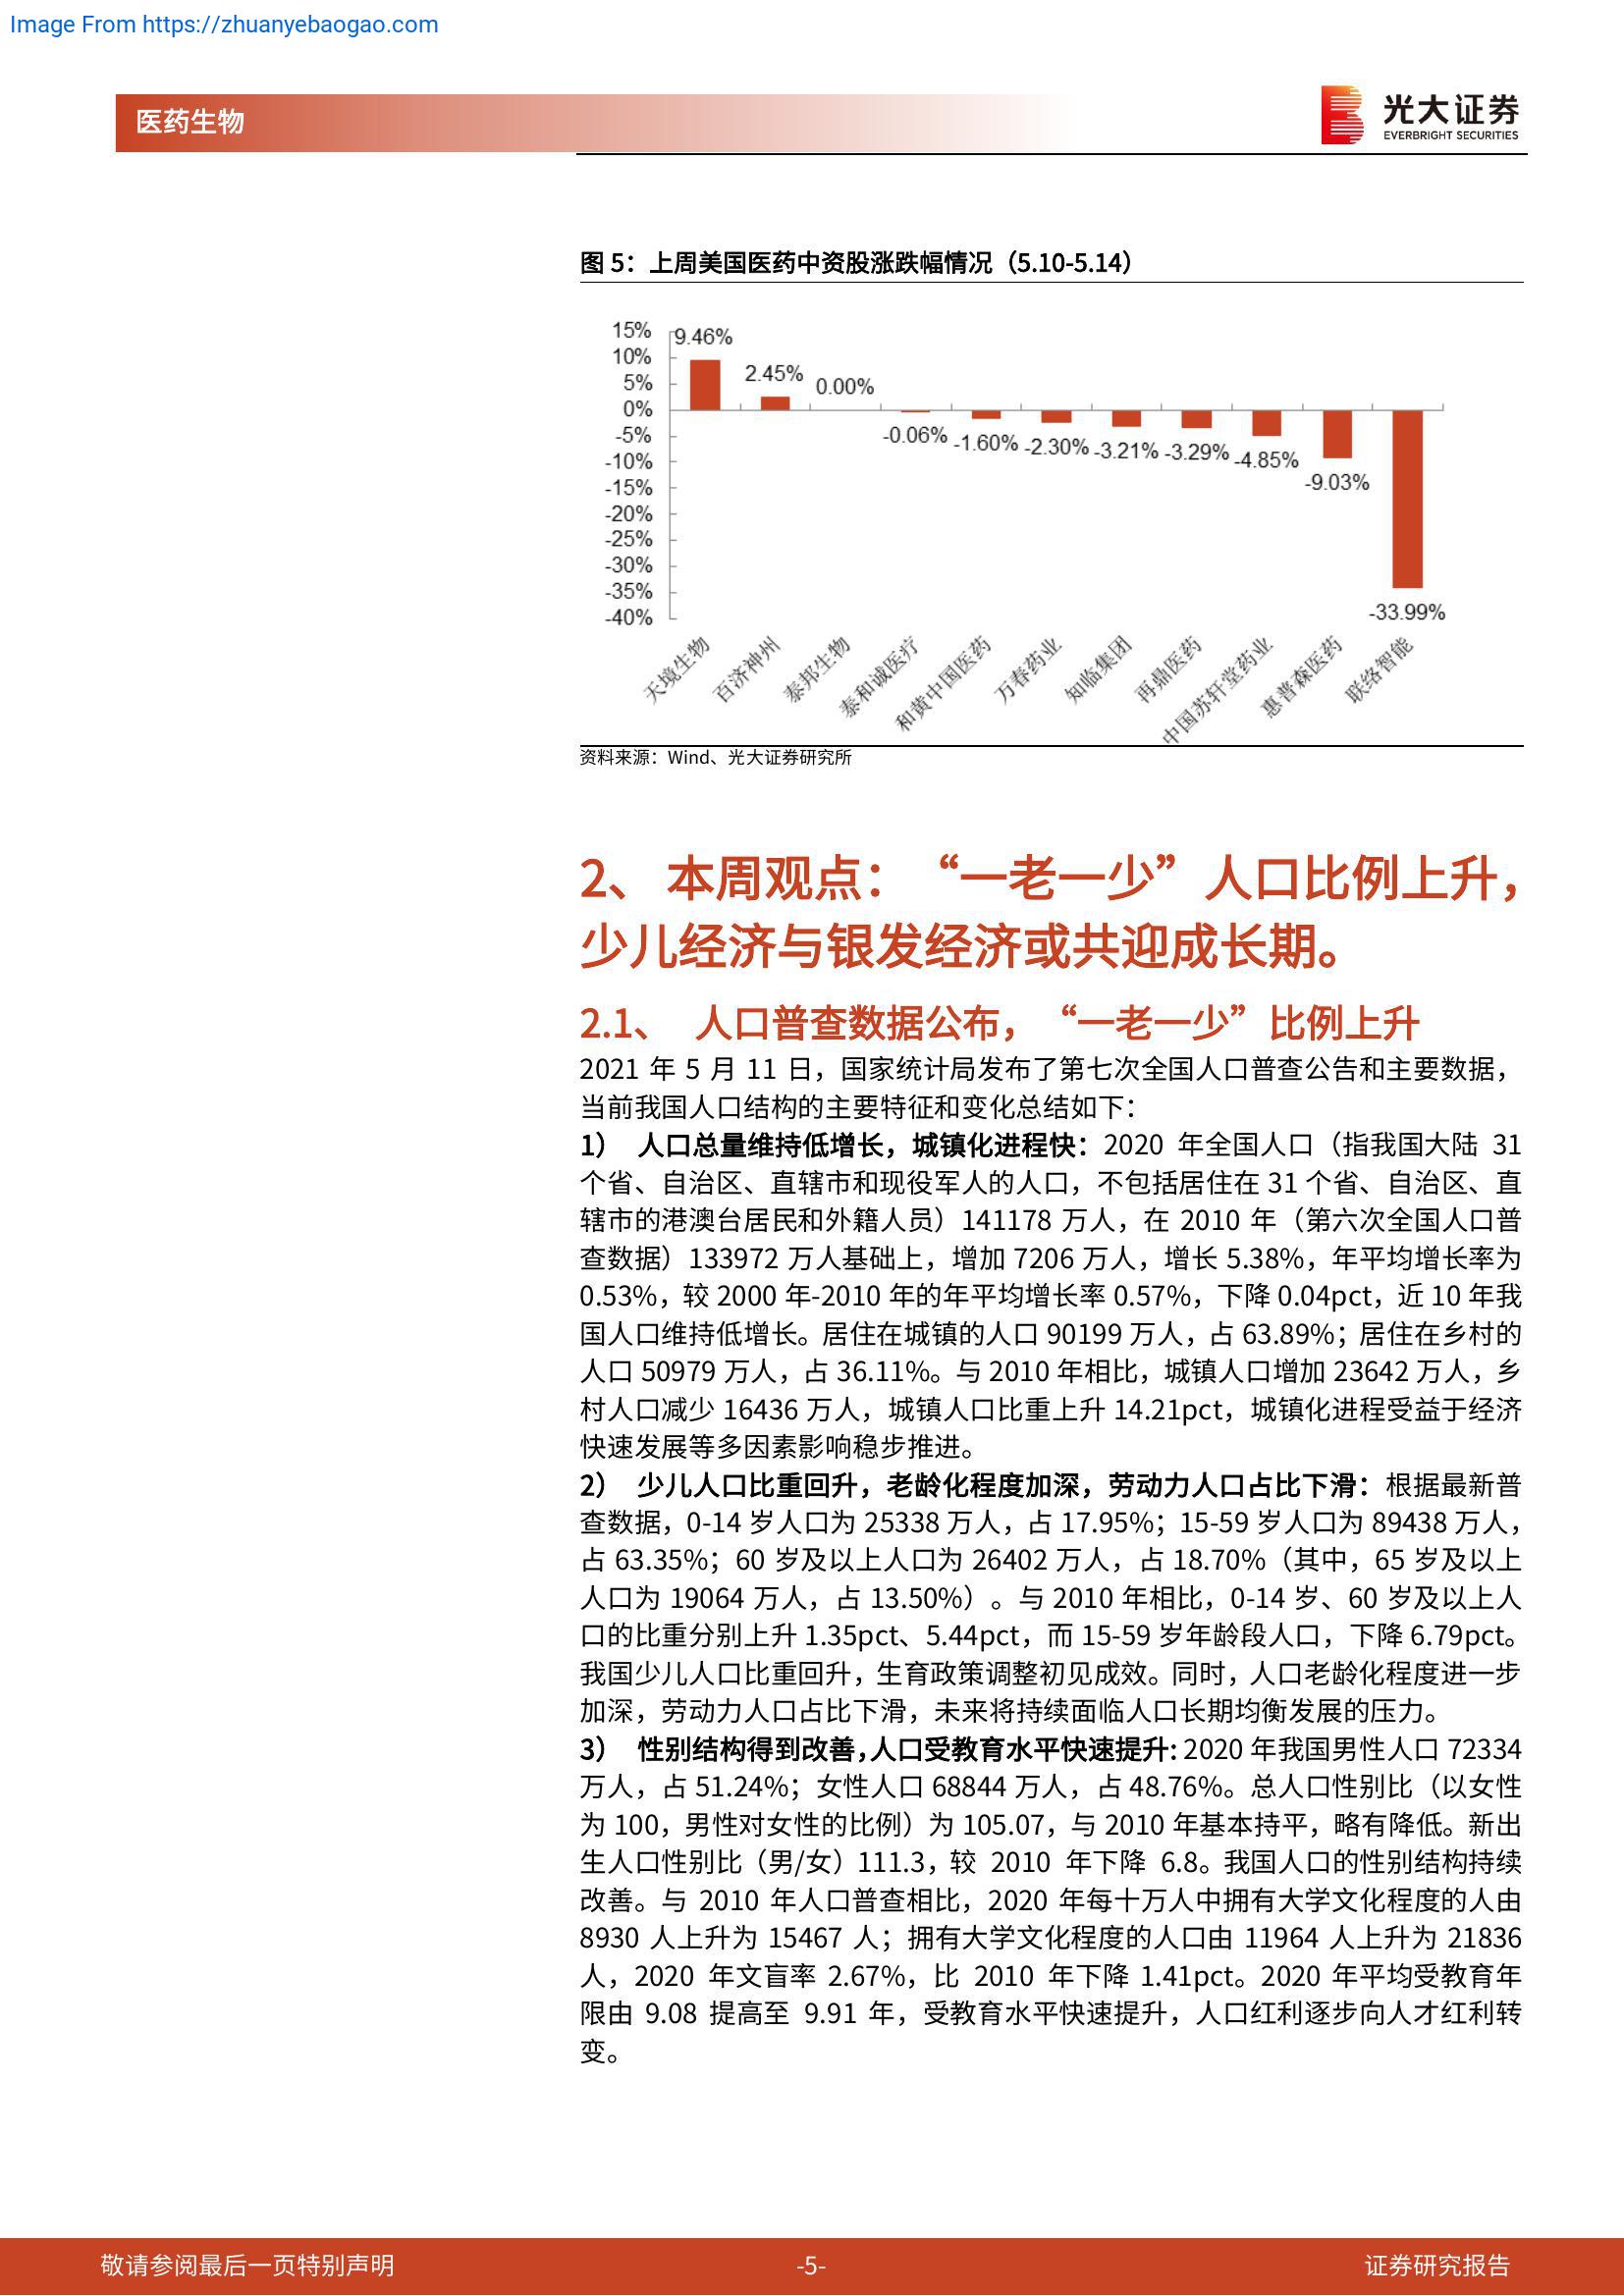 Image From https://zhuanyebaogao.com
医药生物
光大证券
EVERBRIGHT SECURITIES
图 5：上周美国医药中资股涨跌幅情况（5.10-5.14）
15%
10%
5%
0%
-5%
-10%
-15%
-20%
-25%
-30%
-35%
-40%
9.46%
2.45%
0.00%
-0.06%
-1.60%
-2.30%
-3.21%
-3.29%
-4.85%
-9.03%
-33.99%
天境生物
百济神州
泰邦生物
泰和诚医疗
和黄中国医药
万春药业
知临集团
再鼎医药
中国苏轩堂药业
惠普森医药
联络智能
资料来源：Wind、光大证券研究所
2、 本周观点：“一老一少”人口比例上升，
少儿经济与银发经济或共迎成长期。
2.1、 人口普查数据公布，“一老一少”比例上升
2021 年 5 月 11 日，国家统计局发布了第七次全国人口普查公告和主要数据，
当前我国人口结构的主要特征和变化总结如下：
1） 人口总量维持低增长，城镇化进程快：2020 年全国人口（指我国大陆 31
个省、自治区、直辖市和现役军人的人口，不包括居住在 31 个省、自治区、直
辖市的港澳台居民和外籍人员）141178 万人，在 2010 年（第六次全国人口普
查数据）133972 万人基础上，增加 7206 万人，增长 5.38%，年平均增长率为
0.53%，较 2000 年-2010 年的年平均增长率 0.57%，下降 0.04pct，近 10 年我
国人口维持低增长。居住在城镇的人口 90199 万人，占 63.89%；居住在乡村的
人口 50979 万人，占 36.11%。与 2010 年相比，城镇人口增加 23642 万人，乡
村人口减少 16436 万人，城镇人口比重上升 14.21pct，城镇化进程受益于经济
快速发展等多因素影响稳步推进。
2） 少儿人口比重回升，老龄化程度加深，劳动力人口占比下滑：根据最新普
查数据，0-14 岁人口为 25338 万人，占 17.95%；15-59 岁人口为 89438 万人，
占 63.35%；60 岁及以上人口为 26402 万人，占 18.70%（其中，65 岁及以上
人口为 19064 万人，占 13.50%）。与 2010 年相比，0-14 岁、60 岁及以上人
口的比重分别上升 1.35pct、5.44pct，而 15-59 岁年龄段人口，下降 6.79pct。
我国少儿人口比重回升，生育政策调整初见成效。同时，人口老龄化程度进一步
加深，劳动力人口占比下滑，未来将持续面临人口长期均衡发展的压力。
3） 性别结构得到改善，人口受教育水平快速提升：2020 年我国男性人口 72334
万人，占 51.24%；女性人口 68844 万人，占 48.76%。总人口性别比（以女性
为 100，男性对女性的比例）为 105.07，与 2010 年基本持平，略有降低。新出
生人口性别比（男/女）111.3，较 2010 年下降 6.8。我国人口的性别结构持续
改善。与 2010 年人口普查相比，2020 年每十万人中拥有大学文化程度的人由
8930 人上升为 15467 人；拥有大学文化程度的人口由 11964 人上升为 21836
人，2020 年文盲率 2.67%，比 2010 年下降 1.41pct。2020 年平均受教育年
限由 9.08 提高至 9.91 年，受教育水平快速提升，人口红利逐步向人才红利转
变。
敬请参阅最后一页特别声明
-5-
证券研究报告